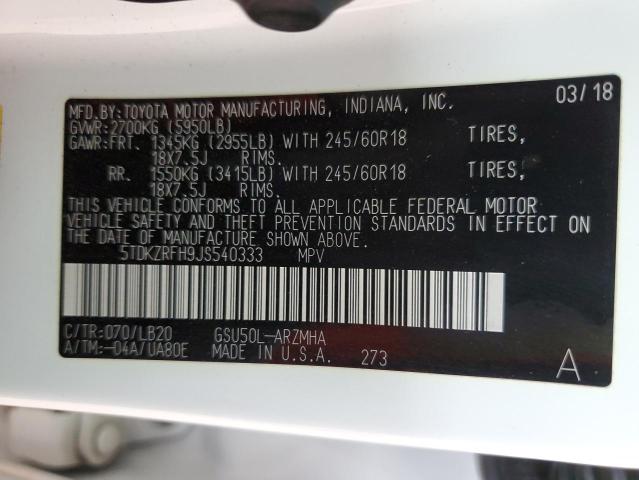 MFD.BY:TOYOTA MOTOR MANUFACTURING, INDIANA, INC. 03/18
GVWR:2700KG (5950LB)
GAWR:FRT. 1345KG (2955LB) WITH 245/60R18 TIRES,
18X7.5J RIMS.
RR. 1550KG (3415LB) WITH 245/60R18 TIRES,
18X7.5J RIMS.
THIS VEHICLE CONFORMS TO ALL APPLICABLE FEDERAL MOTOR
VEHICLE SAFETY AND THEFT PREVENTION STANDARDS IN EFFECT ON
THE DATE OF MANUFACTURE SHOWN ABOVE.
5TDKZRFH9JS540333 MPV
C/TR:070/LB20 GSU50L-ARZMHA
A/TM:-04A/UA80E MADE IN U.S.A. 273 A